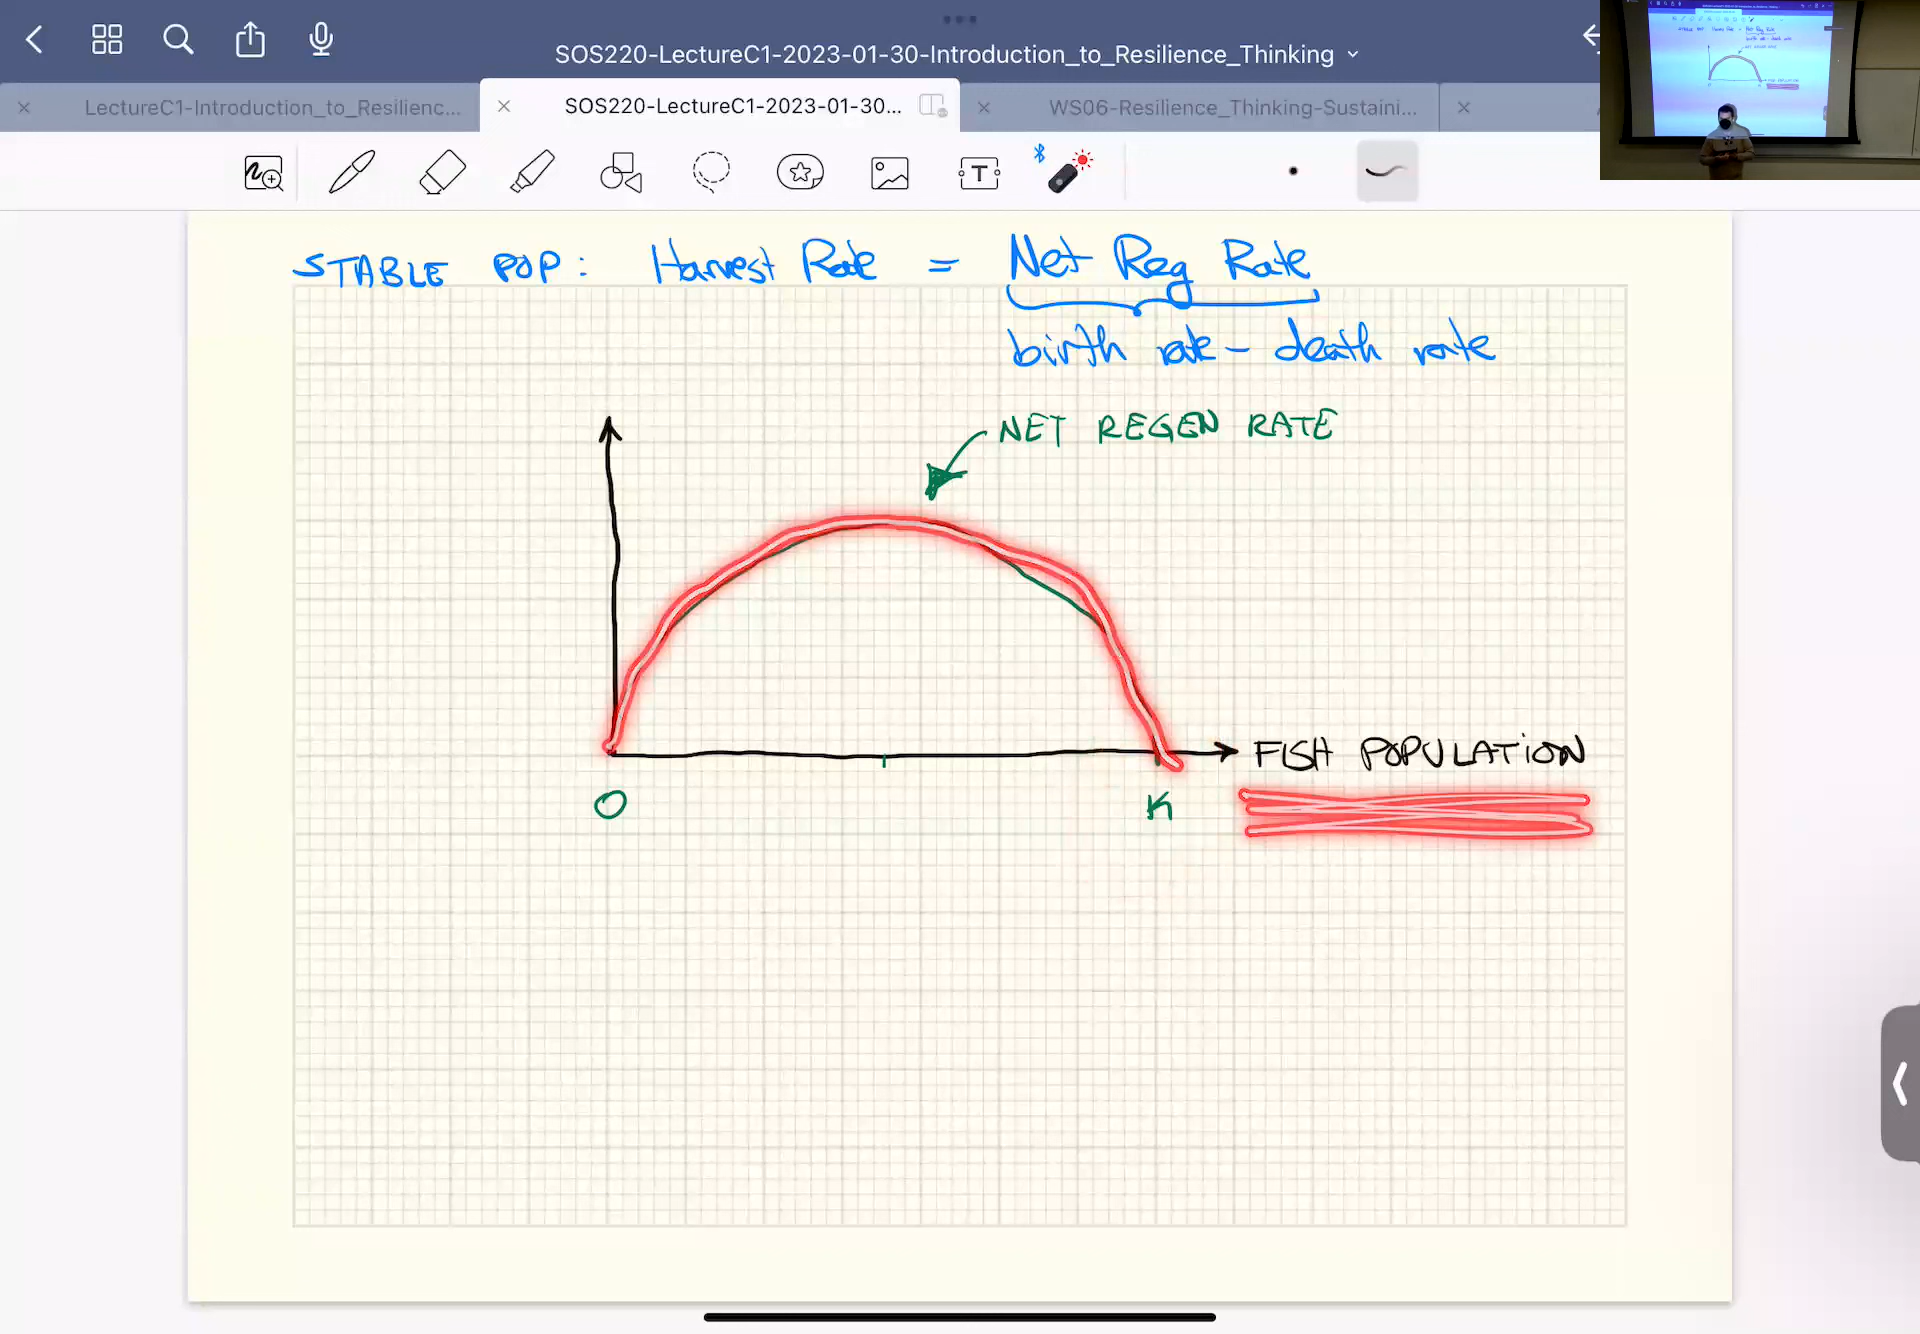 SOS220-LectureC1-2023-01-30-Introduction_to_Resilience_Thinking
LectureC1-Introduction_to_Resilienc...
SOS220-LectureC1-2023-01-30...
WS06-Resilience_Thinking-Sustaini...
T
STABLE POP: Harvest Rate = Net Reg Rate
birth rate - death rate
NET REGEN RATE
FISH POPULATION
O K